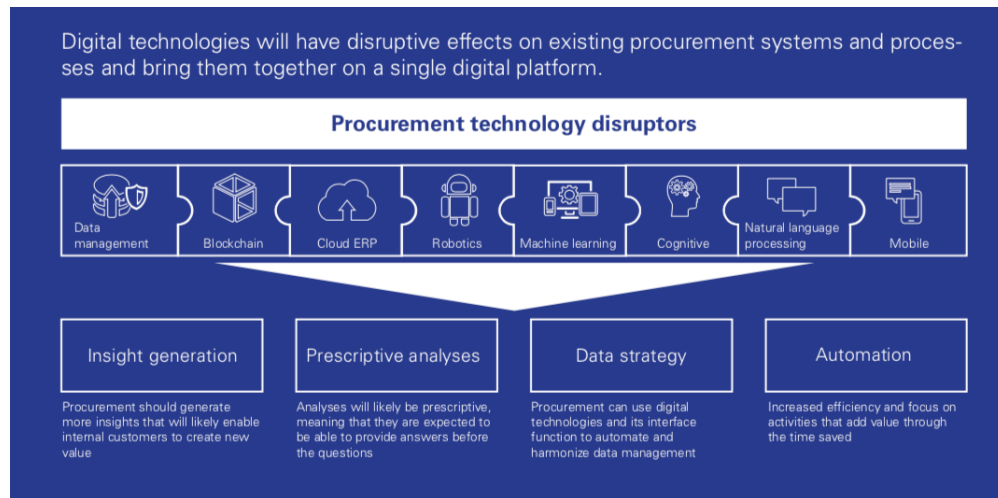 Digital technologies will have disruptive effects on existing procurement systems and proces-
ses and bring them together on a single digital platform.
Procurement technology disruptors
Data
management
Blockchain
Cloud ERP
Robotics
Machine learning
Cognitive
Natural language
processing
Mobile
Insight generation
Procurement should generate
more insights that will likely enable
internal customers to create new
value
Prescriptive analyses
Analyses will likely be prescriptive,
meaning that they are expected to
be able to provide answers before
the questions
Data strategy
Procurement can use digital
technologies and its interface
function to automate and
harmonize data management
Automation
Increased efficiency and focus on
activities that add value through
the time saved